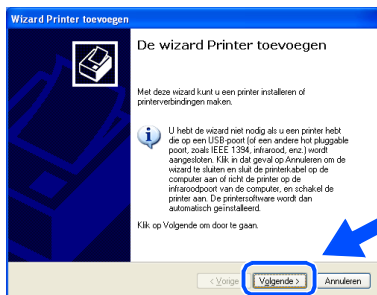 Wizard Printer toevoegen
De wizard Printer toevoegen
Met deze wizard kunt u een printer installeren of
printerverbindingen maken.
U hebt de wizard niet nodig als u een printer hebt
die op een USB-poort (of een andere hot pluggable
poort, zoals IEEE 1394, infrarood, enz.) wordt
aangesloten. Klik in dat geval op Annuleren om de
wizard te sluiten en sluit de printerkabel op de
computer aan of richt de printer op de
infraroodpoort van de computer, en schakel de
printer aan. De printersoftware wordt dan
automatisch geïnstalleerd.
Klik op Volgende om door te gaan.
< Vorige Volgende > Annuleren